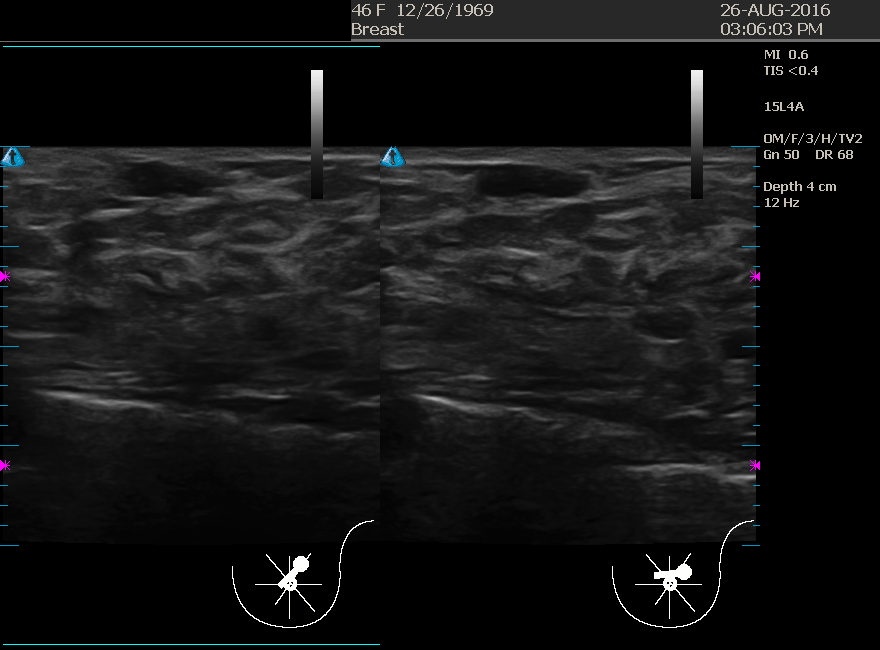 46 F 12/26/1969
Breast
26-AUG-2016
03:06:03 PM
MI 0.6
TIS <0.4
15L4A
OM/F/3/H/TV2
Gn 50 DR 68
Depth 4 cm
12 Hz